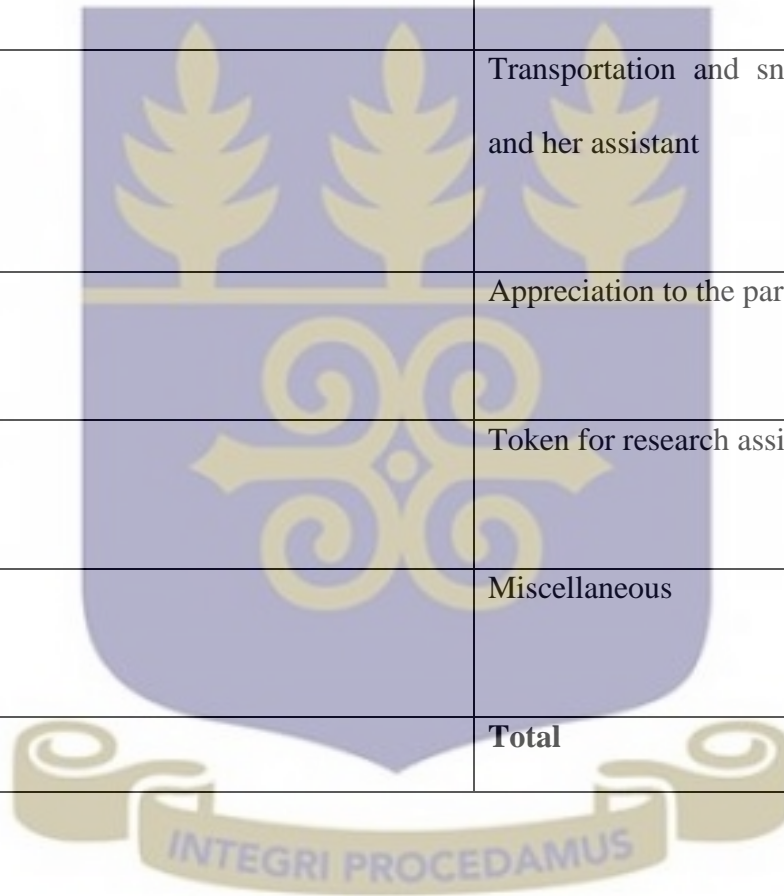 Transportation and sn
and her assistant
Appreciation to the par
Token for research assi
Miscellaneous
Total
INTEGRI PROCEDAMUS